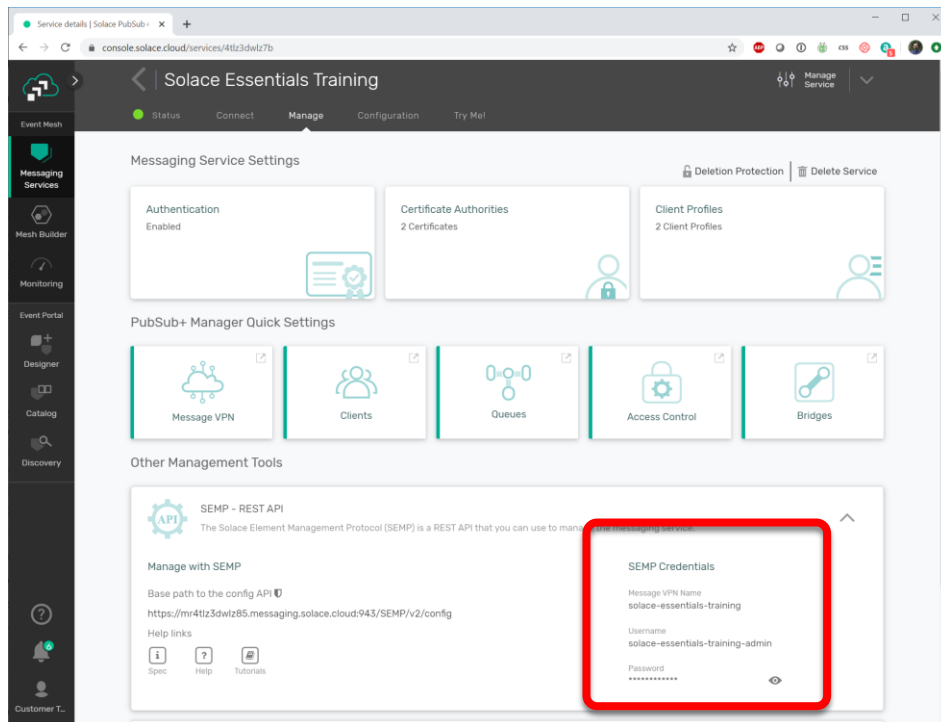 Service details | Solace PubSub+
console.solace.cloud/services/4tlz3dwlz7b
ABP
CSS
Solace Essentials Training
Manage Service
Status Connect Manage Configuration Try Me!
Event Mesh
Messaging Services
Mesh Builder
Monitoring
Event Portal
Designer
Catalog
Discovery
6
Customer T...
Messaging Service Settings
Deletion Protection | Delete Service
Authentication
Enabled
Certificate Authorities
2 Certificates
Client Profiles
2 Client Profiles
PubSub+ Manager Quick Settings
Message VPN
Clients
Queues
Access Control
Bridges
Other Management Tools
API
SEMP - REST API
The Solace Element Management Protocol (SEMP) is a REST API that you can use to manage the messaging service.
Manage with SEMP
Base path to the config API
https://mr4tlz3dwlz85.messaging.solace.cloud:943/SEMP/v2/config
Help links
i ?
Spec Help Tutorials
SEMP Credentials
Message VPN Name
solace-essentials-training
Username
solace-essentials-training-admin
Password
************